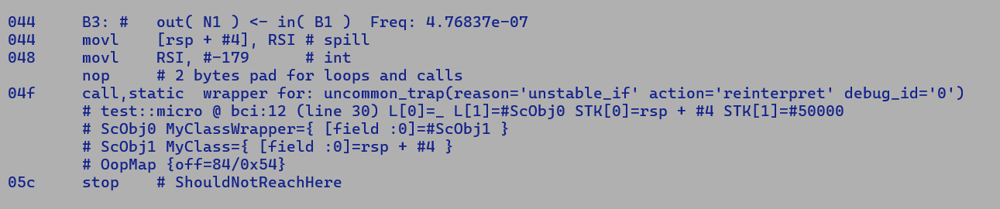 044     B3: #   out( N1 ) <- in( B1 )  Freq: 4.76837e-07
044     movl    [rsp + #4], RSI # spill
048     movl    RSI, #-179      # int
        nop     # 2 bytes pad for loops and calls
04f     call,static  wrapper for: uncommon_trap(reason='unstable_if' action='reinterpret' debug_id='0')
        # test::micro @ bci:12 (line 30) L[0]=_ L[1]=#ScObj0 STK[0]=rsp + #4 STK[1]=#50000
        # ScObj0 MyClassWrapper={ [field :0]=#ScObj1 }
        # ScObj1 MyClass={ [field :0]=rsp + #4 }
        # OopMap {off=84/0x54}
05c     stop    # ShouldNotReachHere